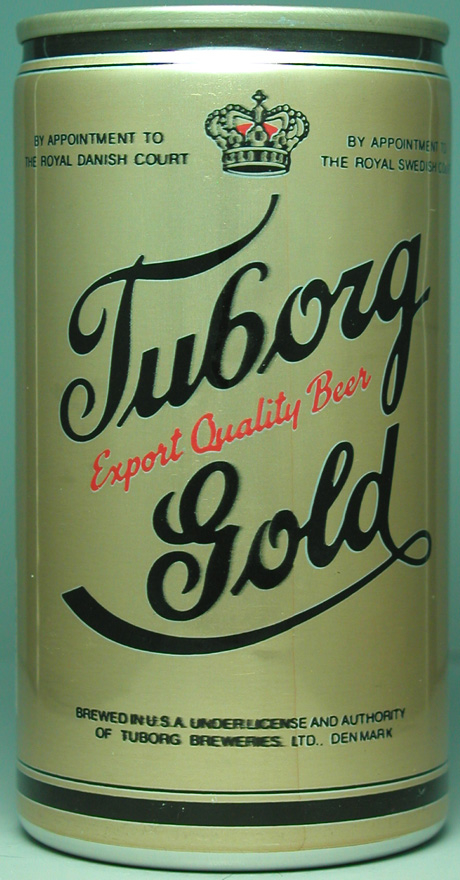 BY APPOINTMENT TO
THE ROYAL DANISH COURT
BY APPOINTMENT TO
THE ROYAL SWEDISH
Tuborg
Export Quality Beer
Gold
BREWED IN U.S.A. UNDER LICENSE AND AUTHORITY
OF TUBORG BREWERIES, LTD., DENMARK